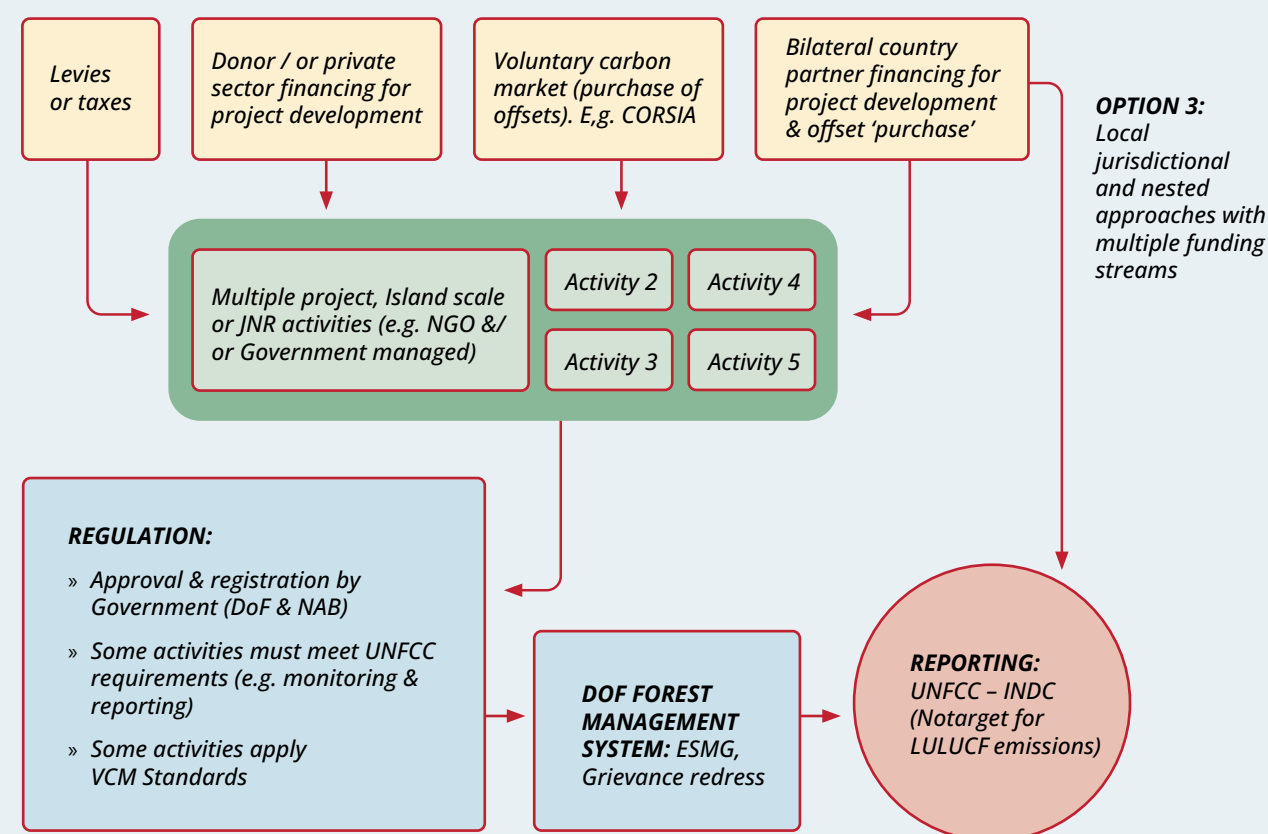 Levies
or taxes
Donor / or private
sector financing for
project development
Voluntary carbon
market (purchase of
offsets). E,g. CORSIA
Bilateral country
partner financing for
project development
& offset ‘purchase’
OPTION 3:
Local
jurisdictional
and nested
approaches with
multiple funding
streams
Multiple project, Island scale
or JNR activities (e.g. NGO &/
or Government managed)
Activity 2
Activity 4
Activity 3
Activity 5
REGULATION:
» Approval & registration by
Government (DoF & NAB)
» Some activities must meet UNFCC
requirements (e.g. monitoring &
reporting)
» Some activities apply
VCM Standards
DOF FOREST
MANAGEMENT
SYSTEM: ESMG,
Grievance redress
REPORTING:
UNFCC – INDC
(Notarget for
LULUCF emissions)